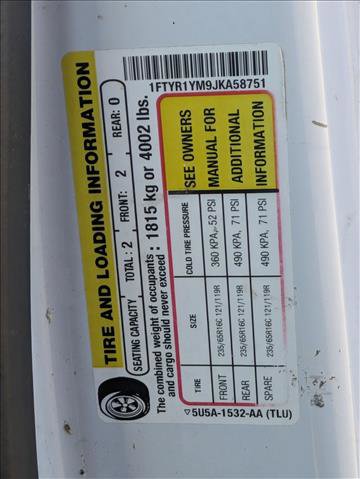 1FTYR1YM9JKA58751
TIRE AND LOADING INFORMATION
SEATING CAPACITY TOTAL: 2 FRONT: 2 REAR: 0
The combined weight of occupants
and cargo should never exceed : 1815 kg or 4002 lbs.
TIRE SIZE COLD TIRE PRESSURE SEE OWNERS
FRONT 235/65R16C 121/119R 360 KPA, 52 PSI MANUAL FOR
REAR 235/65R16C 121/119R 490 KPA, 71 PSI ADDITIONAL
SPARE 235/65R16C 121/119R 490 KPA, 71 PSI INFORMATION
▽5U5A-1532-AA (TLU)